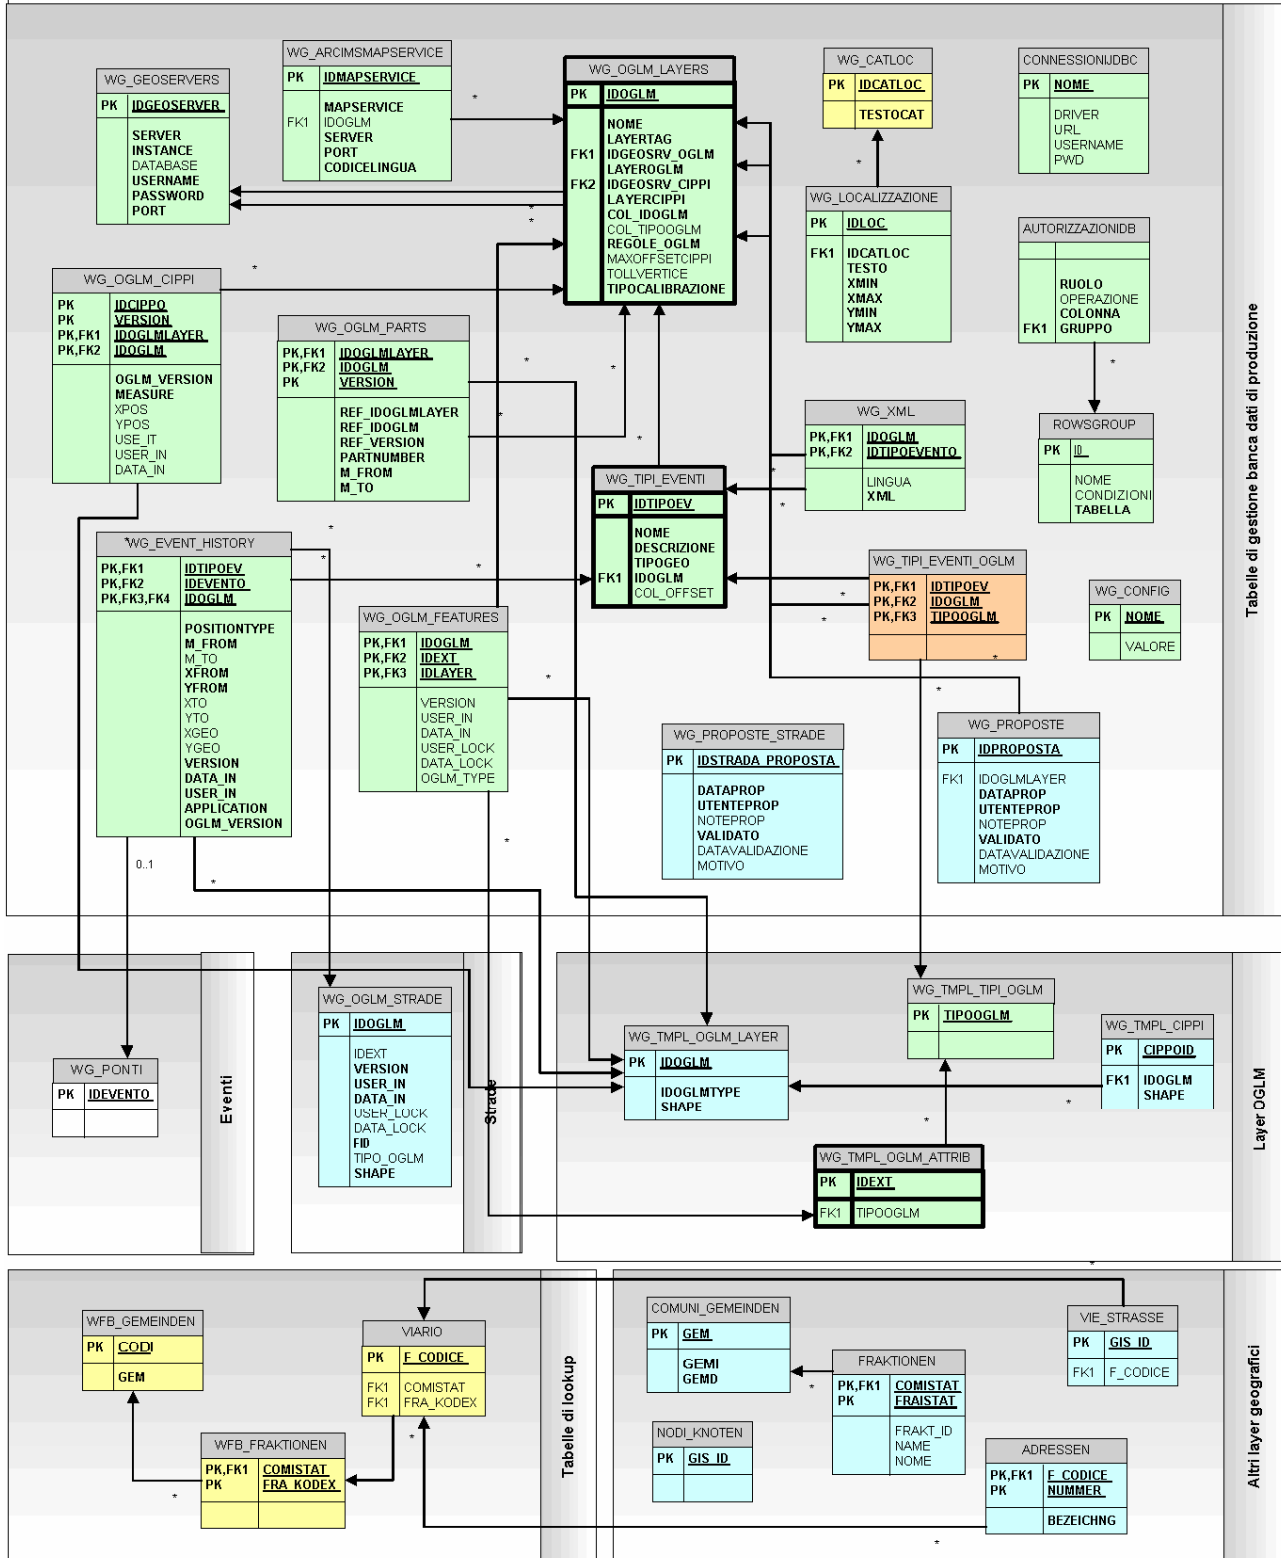 WG_GEOSERVERS
PK IDGEOSERVER
SERVER
INSTANCE
DATABASE
USERNAME
PASSWORD
PORT
WG_ARCIMSMAPSERVICE
PK IDMAPSERVICE
MAPSERVICE
FK1 IDOGLM
SERVER
PORT
CODICELINGUA
WG_OGLM_LAYERS
PK IDOGLM
NOME
LAYERTAG
FK1 IDGEOSRV_OGLM
LAYEROGLM
FK2 IDGEOSRV_CIPPI
LAYERCIPPI
COL_IDOGLM
COL_TIPOOGLM
REGOLE_OGLM
MAXOFFSETCIPPI
TOLLVERTICE
TIPOCALIBRAZIONE
WG_CATLOC
PK IDCATLOC
TESTOCAT
CONNESSIONIJDBC
PK NOME
DRIVER
URL
USERNAME
PWD
WG_LOCALIZZAZIONE
PK IDLOC
FK1 IDCATLOC
TESTO
XMIN
XMAX
YMIN
YMAX
AUTORIZZAZIONIDB
RUOLO
OPERAZIONE
COLONNA
FK1 GRUPPO
WG_OGLM_CIPPI
PK IDCIPPO
PK VERSION
PK,FK1 IDOGLMLAYER
PK,FK2 IDOGLM
OGLM_VERSION
MEASURE
XPOS
YPOS
USE_IT
USER_IN
DATA_IN
WG_OGLM_PARTS
PK,FK1 IDOGLMLAYER
PK,FK2 IDOGLM
PK VERSION
REF_IDOGLMLAYER
REF_IDOGLM
REF_VERSION
PARTNUMBER
M_FROM
M_TO
WG_XML
PK,FK1 IDOGLM
PK,FK2 IDTIPOEVENTO
LINGUA
XML
ROWSGROUP
PK ID
NOME
CONDIZIONI
TABELLA
WG_TIPI_EVENTI
PK IDTIPOEV
NOME
DESCRIZIONE
TIPOGEO
FK1 IDOGLM
COL_OFFSET
WG_EVENT_HISTORY
PK,FK1 IDTIPOEV
PK,FK2 IDEVENTO
PK,FK3,FK4 IDOGLM
POSITIONTYPE
M_FROM
M_TO
XFROM
YFROM
XTO
YTO
XGEO
YGEO
VERSION
DATA_IN
USER_IN
APPLICATION
OGLM_VERSION
0..1
WG_OGLM_FEATURES
PK,FK1 IDOGLM
PK,FK2 IDEXT
PK,FK3 IDLAYER
VERSION
USER_IN
DATA_IN
USER_LOCK
DATA_LOCK
OGLM_TYPE
WG_TIPI_EVENTI_OGLM
PK,FK1 IDTIPOEV
PK,FK2 IDOGLM
PK,FK3 TIPOOGLM
WG_CONFIG
PK NOME
VALORE
WG_PROPOSTE_STRADE
PK IDSTRADA_PROPOSTA
DATAPROP
UTENTEPROP
NOTEPROP
VALIDATO
DATAVALIDAZIONE
MOTIVO
WG_PROPOSTE
PK IDPROPOSTA
FK1 IDOGLMLAYER
DATAPROP
UTENTEPROP
NOTEPROP
VALIDATO
DATAVALIDAZIONE
MOTIVO
Tabelle di gestione banca dati di produzione
WG_PONTI
PK IDEVENTO
Eventi
WG_OGLM_STRADE
PK IDOGLM
IDEXT
VERSION
USER_IN
DATA_IN
USER_LOCK
DATA_LOCK
FID
TIPO_OGLM
SHAPE
Strade
WG_TMPL_OGLM_LAYER
PK IDOGLM
IDOGLMTYPE
SHAPE
WG_TMPL_TIPI_OGLM
PK TIPOOGLM
WG_TMPL_CIPPI
PK CIPPOID
FK1 IDOGLM
SHAPE
WG_TMPL_OGLM_ATTRIB
PK IDEXT
FK1 TIPOOGLM
Layer OGLM
WFB_GEMEINDEN
PK CODI
GEM
VIARIO
PK F_CODICE
FK1 COMISTAT
FK1 FRA_KODEX
WFB_FRAKTIONEN
PK,FK1 COMISTAT
PK FRA_KODEX
Tabelle di lookup
COMUNI_GEMEINDEN
PK GEM
GEMI
GEMD
FRAKTIONEN
PK,FK1 COMISTAT
PK FRAISTAT
FRAKT_ID
NAME
NOME
VIE_STRASSE
PK GIS_ID
FK1 F_CODICE
NODI_KNOTEN
PK GIS_ID
ADRESSEN
PK,FK1 F_CODICE
PK NUMMER
BEZEICHNG
Altri layer geografici